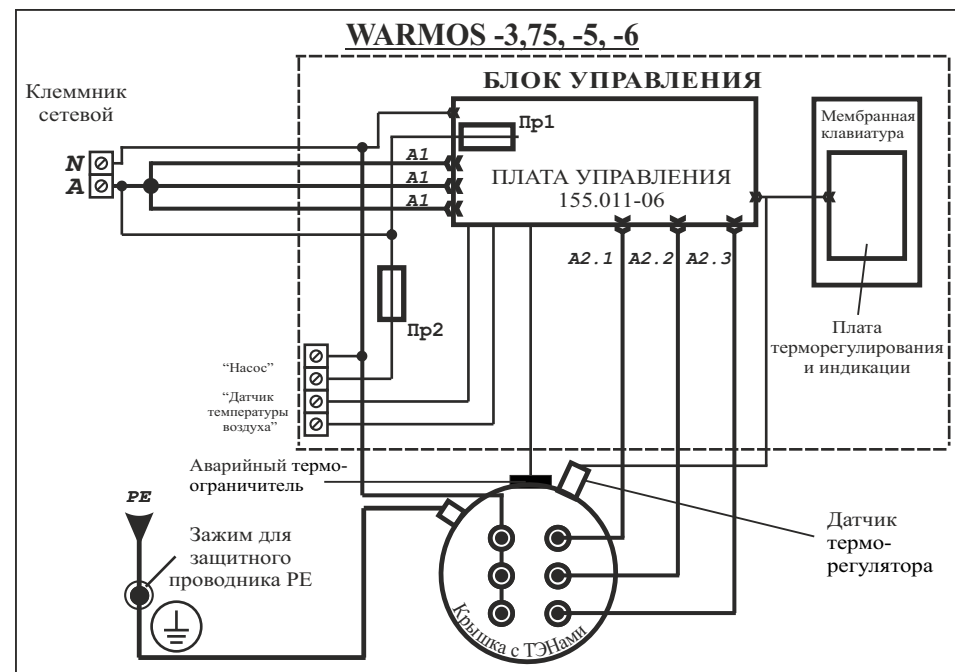 WARMOS -3,75, -5, -6
БЛОК УПРАВЛЕНИЯ
Клеммник
сетевой
N
A
A1
A1
A1
Пр1
ПЛАТА УПРАВЛЕНИЯ
155.011-06
Мембранная
клавиатура
A2.1
A2.2
A2.3
Пр2
Плата
терморегулирования
и индикации
“Насос”
“Датчик
температуры
воздуха”
Аварийный термо-
ограничитель
PE
Зажим для
защитного
проводника PE
Датчик
термо-
регулятора
Крышка с ТЭНами